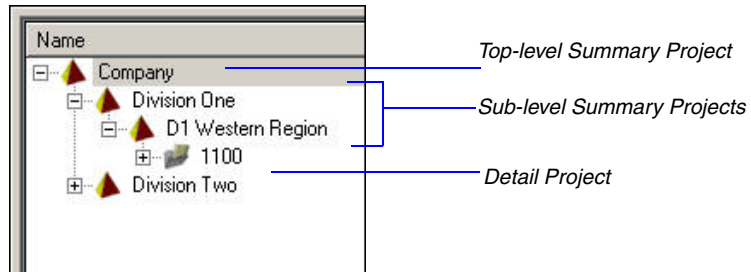 Name
Company
Division One
D1 Western Region
1100
Division Two
Top-level Summary Project
Sub-level Summary Projects
Detail Project